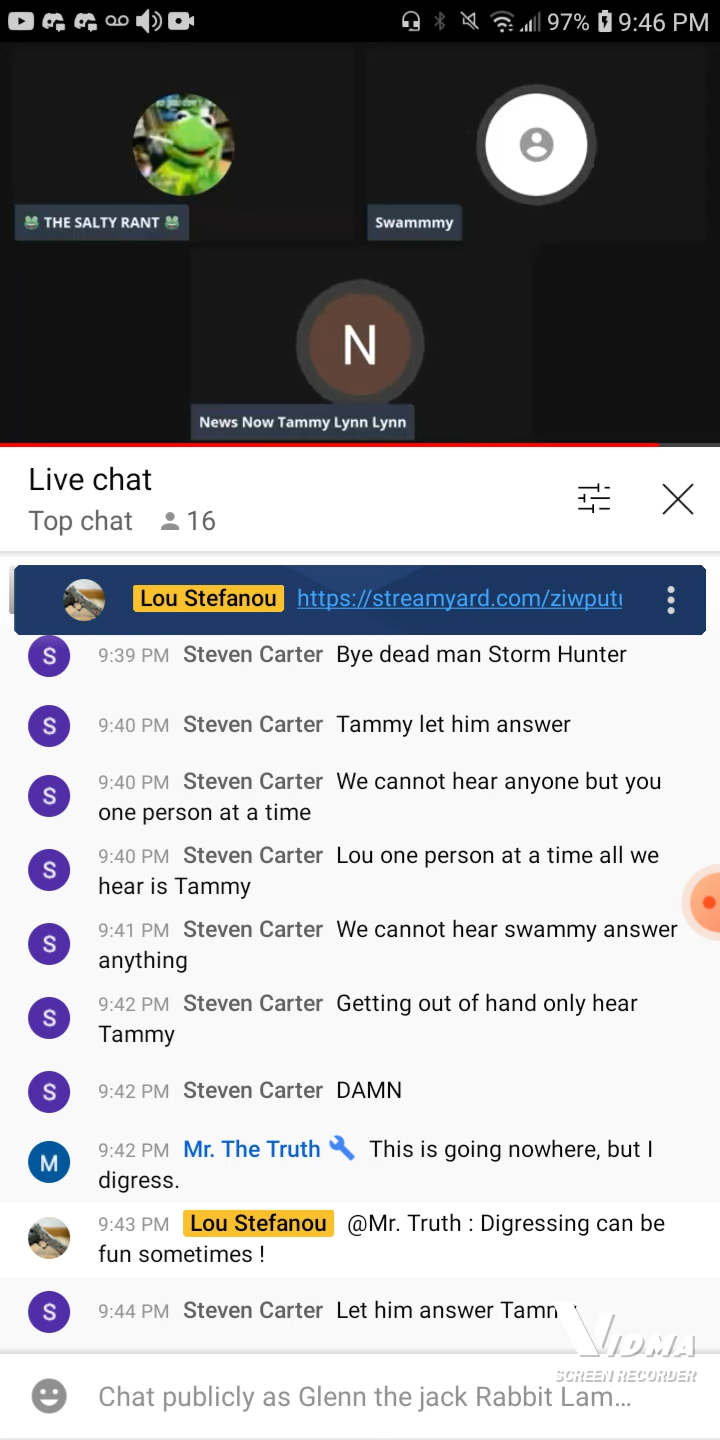 97% 9:46 PM
🐸 THE SALTY RANT 🐸
Swammmy
N
News Now Tammy Lynn Lynn
Live chat
Top chat 16
Lou Stefanou https://streamyard.com/ziwputu
S 9:39 PM Steven Carter Bye dead man Storm Hunter
S 9:40 PM Steven Carter Tammy let him answer
S 9:40 PM Steven Carter We cannot hear anyone but you
one person at a time
S 9:40 PM Steven Carter Lou one person at a time all we
hear is Tammy
S 9:41 PM Steven Carter We cannot hear swammy answer
anything
S 9:42 PM Steven Carter Getting out of hand only hear
Tammy
S 9:42 PM Steven Carter DAMN
M 9:42 PM Mr. The Truth 🔧 This is going nowhere, but I
digress.
9:43 PM Lou Stefanou @Mr. Truth : Digressing can be
fun sometimes !
S 9:44 PM Steven Carter Let him answer
VIDMA
SCREEN RECORDER
Chat publicly as Glenn the jack Rabbit Lam...